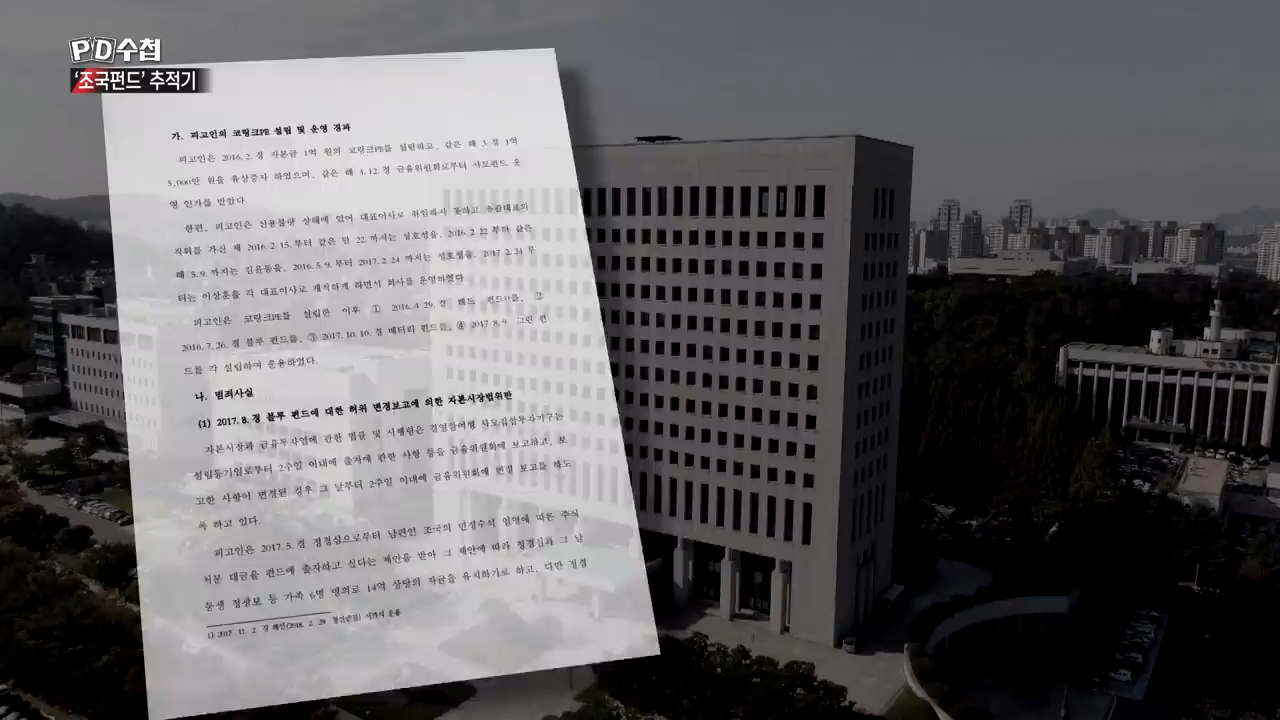 PD수첩
'조국펀드' 추적기
가. 피고인의 코링크PE 설립 및 운영 경과
피고인은 2016. 2.경 자본금 1억 원의 코링크PE를 설립하고, 같은 해 3.경 1억
5,000만 원을 유상증자 하였으며, 같은 해 4.12.경 금융위원회로부터 사모펀드 운
영 인가를 받았다.
한편, 피고인은 신용불량 상태에 있어 대표이사로 취임하지 못하고 총괄대표의
직위를 가진 채 2016. 2. 15.부터 같은 달 22.까지는 성호성을, 2016. 2. 22.부터 같은
해 5. 9.까지는 김윤동을, 2016. 5. 9.부터 2017. 2. 24.까지는 성호성을, 2017. 2. 24.부
터는 이상훈을 각 대표이사로 재직하게 하면서 회사를 운영하였다.
피고인은 코링크PE를 설립한 이후 ① 2016. 4. 29.경 레드 펀드1)를, ②
2016. 7. 26.경 블루 펀드를, ③ 2017. 10. 10.경 배터리 펀드를, ④ 2017. 8. 9. 그린 펀
드를 각 설립하여 운용하였다.
나. 범죄사실
(1) 2017. 8.경 블루 펀드에 대한 허위 변경보고에 의한 자본시장법위반
자본시장과 금융투자업에 관한 법률 및 시행령은 경영참여형 사모집합투자기구는
설립등기일로부터 2주일 이내에 출자에 관한 사항 등을 금융위원회에 보고하고, 보
고한 사항이 변경된 경우 그 날부터 2주일 이내에 금융위원회에 변경 보고를 하도
록 하고 있다.
피고인은 2017. 5.경 정경심으로부터 남편인 조국의 민정수석 임명에 따른 주식
처분 대금을 펀드에 출자하고 싶다는 제안을 받아 그 제안에 따라 정경심과 그 남
동생 정광보 등 가족 6명 명의로 14억 상당의 자금을 유치하기로 하고, 다만 정경
1) 2017. 11. 2.경 해산(2018. 2. 28. 청산종결) 시까지 운용